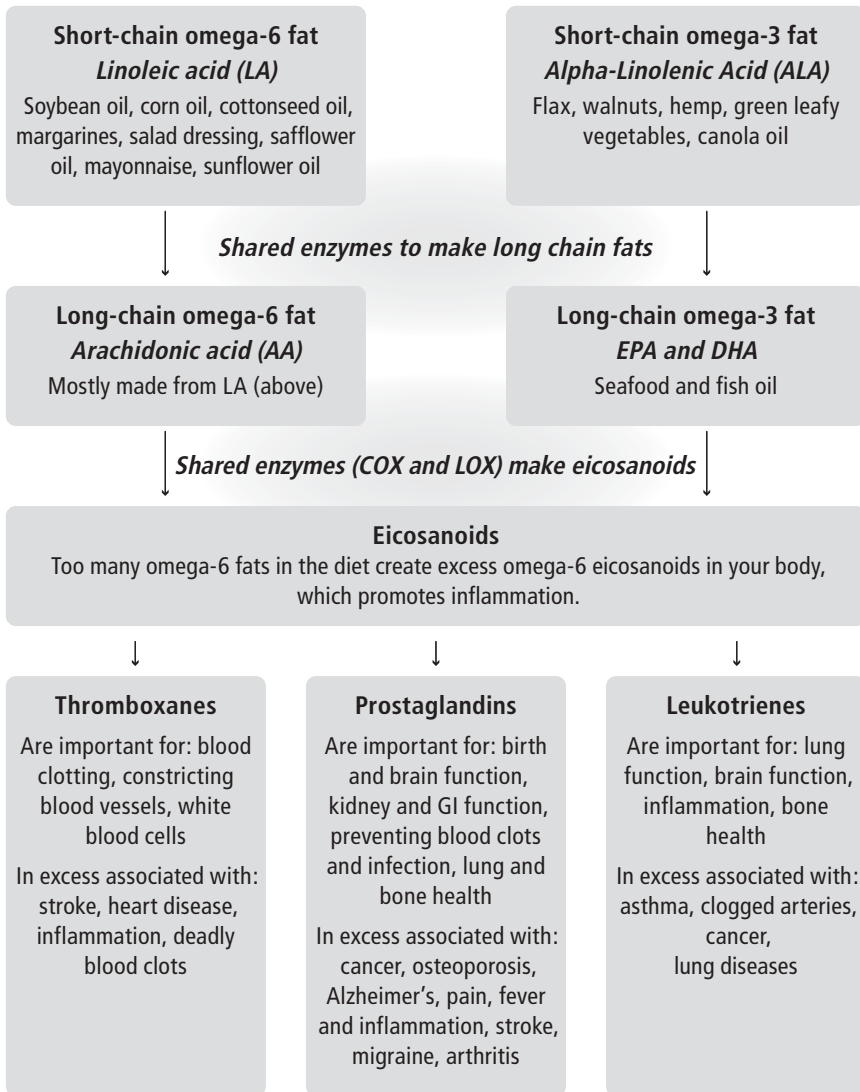 Short-chain omega-6 fat
Linoleic acid (LA)
Soybean oil, corn oil, cottonseed oil,
margarines, salad dressing, safflower
oil, mayonnaise, sunflower oil
Short-chain omega-3 fat
Alpha-Linolenic Acid (ALA)
Flax, walnuts, hemp, green leafy
vegetables, canola oil
Shared enzymes to make long chain fats
Long-chain omega-6 fat
Arachidonic acid (AA)
Mostly made from LA (above)
Long-chain omega-3 fat
EPA and DHA
Seafood and fish oil
Shared enzymes (COX and LOX) make eicosanoids
Eicosanoids
Too many omega-6 fats in the diet create excess omega-6 eicosanoids in your body,
which promotes inflammation.
Thromboxanes
Are important for: blood
clotting, constricting
blood vessels, white
blood cells
In excess associated with:
stroke, heart disease,
inflammation, deadly
blood clots
Prostaglandins
Are important for: birth
and brain function,
kidney and GI function,
preventing blood clots
and infection, lung and
bone health
In excess associated with:
cancer, osteoporosis,
Alzheimer’s, pain, fever
and inflammation, stroke,
migraine, arthritis
Leukotrienes
Are important for: lung
function, brain function,
inflammation, bone
health
In excess associated with:
asthma, clogged arteries,
cancer,
lung diseases